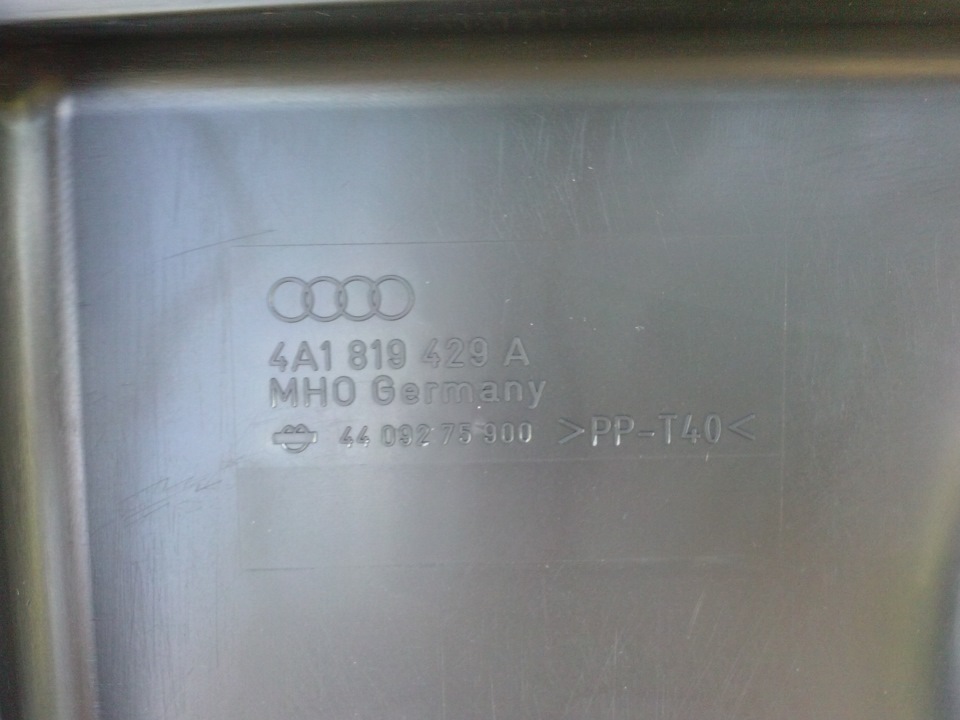 4A1 819 429 A
MHO Germany
44 092 75 900 >PP-T40<